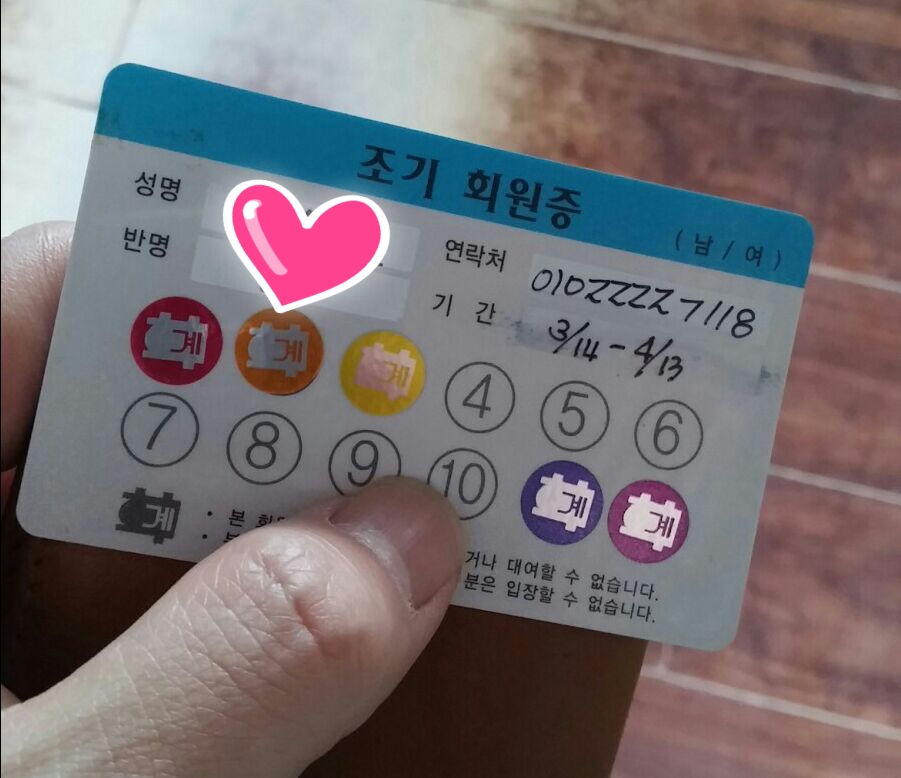 조기 회원증
( 남 / 여 )
성명
반명
연락처 01022227118
기 간 3/14 - 4/13
계 계 계 4 5 6
7 8 9 10 계 계
계
· 본
거나 대여할 수 없습니다.
분은 입장할 수 없습니다.